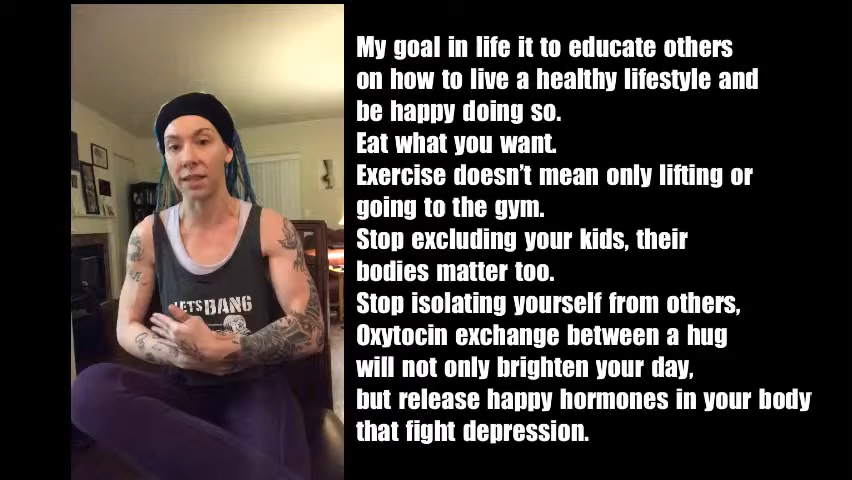 My goal in life it to educate others
on how to live a healthy lifestyle and
be happy doing so.
Eat what you want.
Exercise doesn't mean only lifting or
going to the gym.
Stop excluding your kids, their
bodies matter too.
Stop isolating yourself from others,
Oxytocin exchange between a hug
will not only brighten your day,
but release happy hormones in your body
that fight depression.
LETS BANG